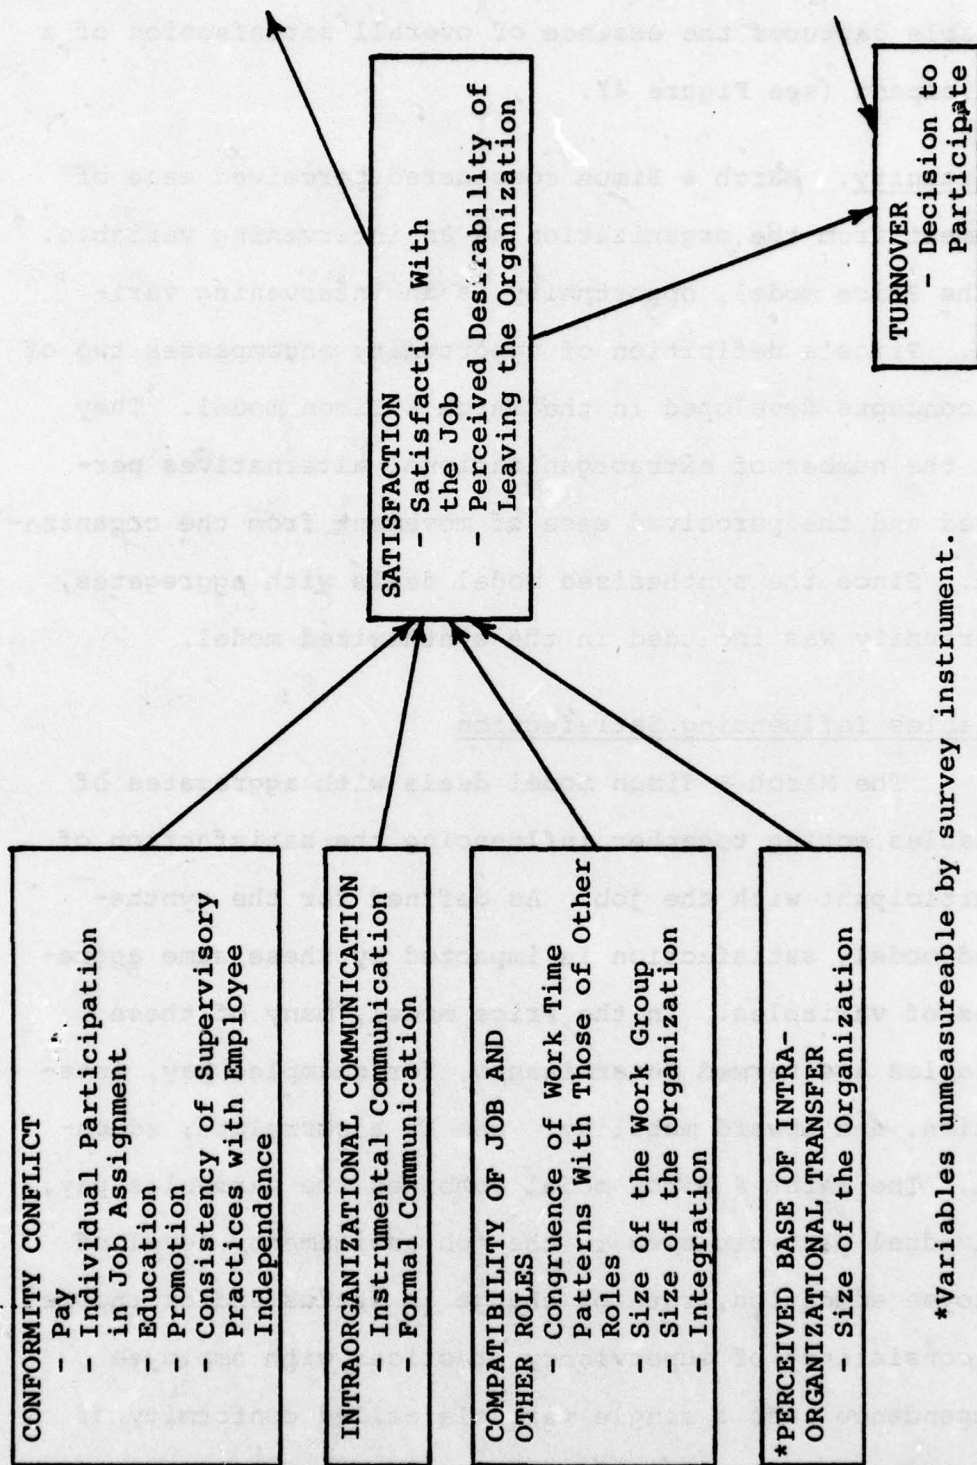 CONFORMITY CONFLICT
- Pay
- Individual Participation
in Job Assignment
- Education
- Promotion
- Consistency of Supervisory
Practices with Employee
Independence
INTRAORGANIZATIONAL COMMUNICATION
- Instrumental Communication
- Formal Communication
COMPATIBILITY OF JOB AND
OTHER ROLES
- Congruence of Work-Time
Patterns With Those of Other
Roles
- Size of the Work Group
- Size of the Organization
- Integration
*PERCEIVED EASE OF INTRA-
ORGANIZATIONAL TRANSFER
- Size of the Organization
SATISFACTION
- Satisfaction With
the Job
- Perceived Desirability of
Leaving the Organization
TURNOVER
- Decision to
Participate
*Variables unmeasureable by survey instrument.